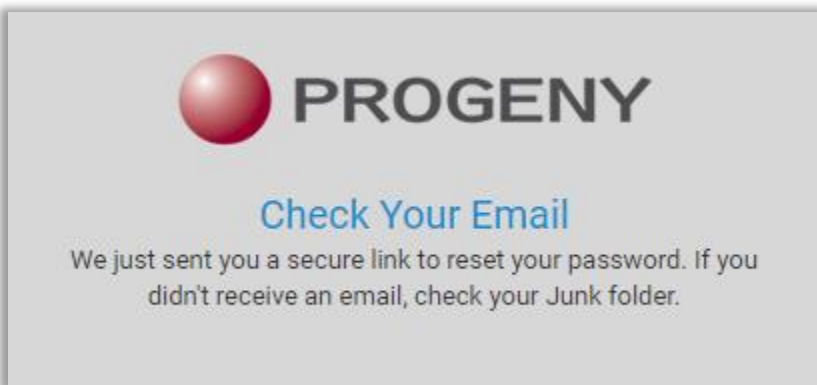 PROGENY
Check Your Email
We just sent you a secure link to reset your password. If you
didn't receive an email, check your Junk folder.